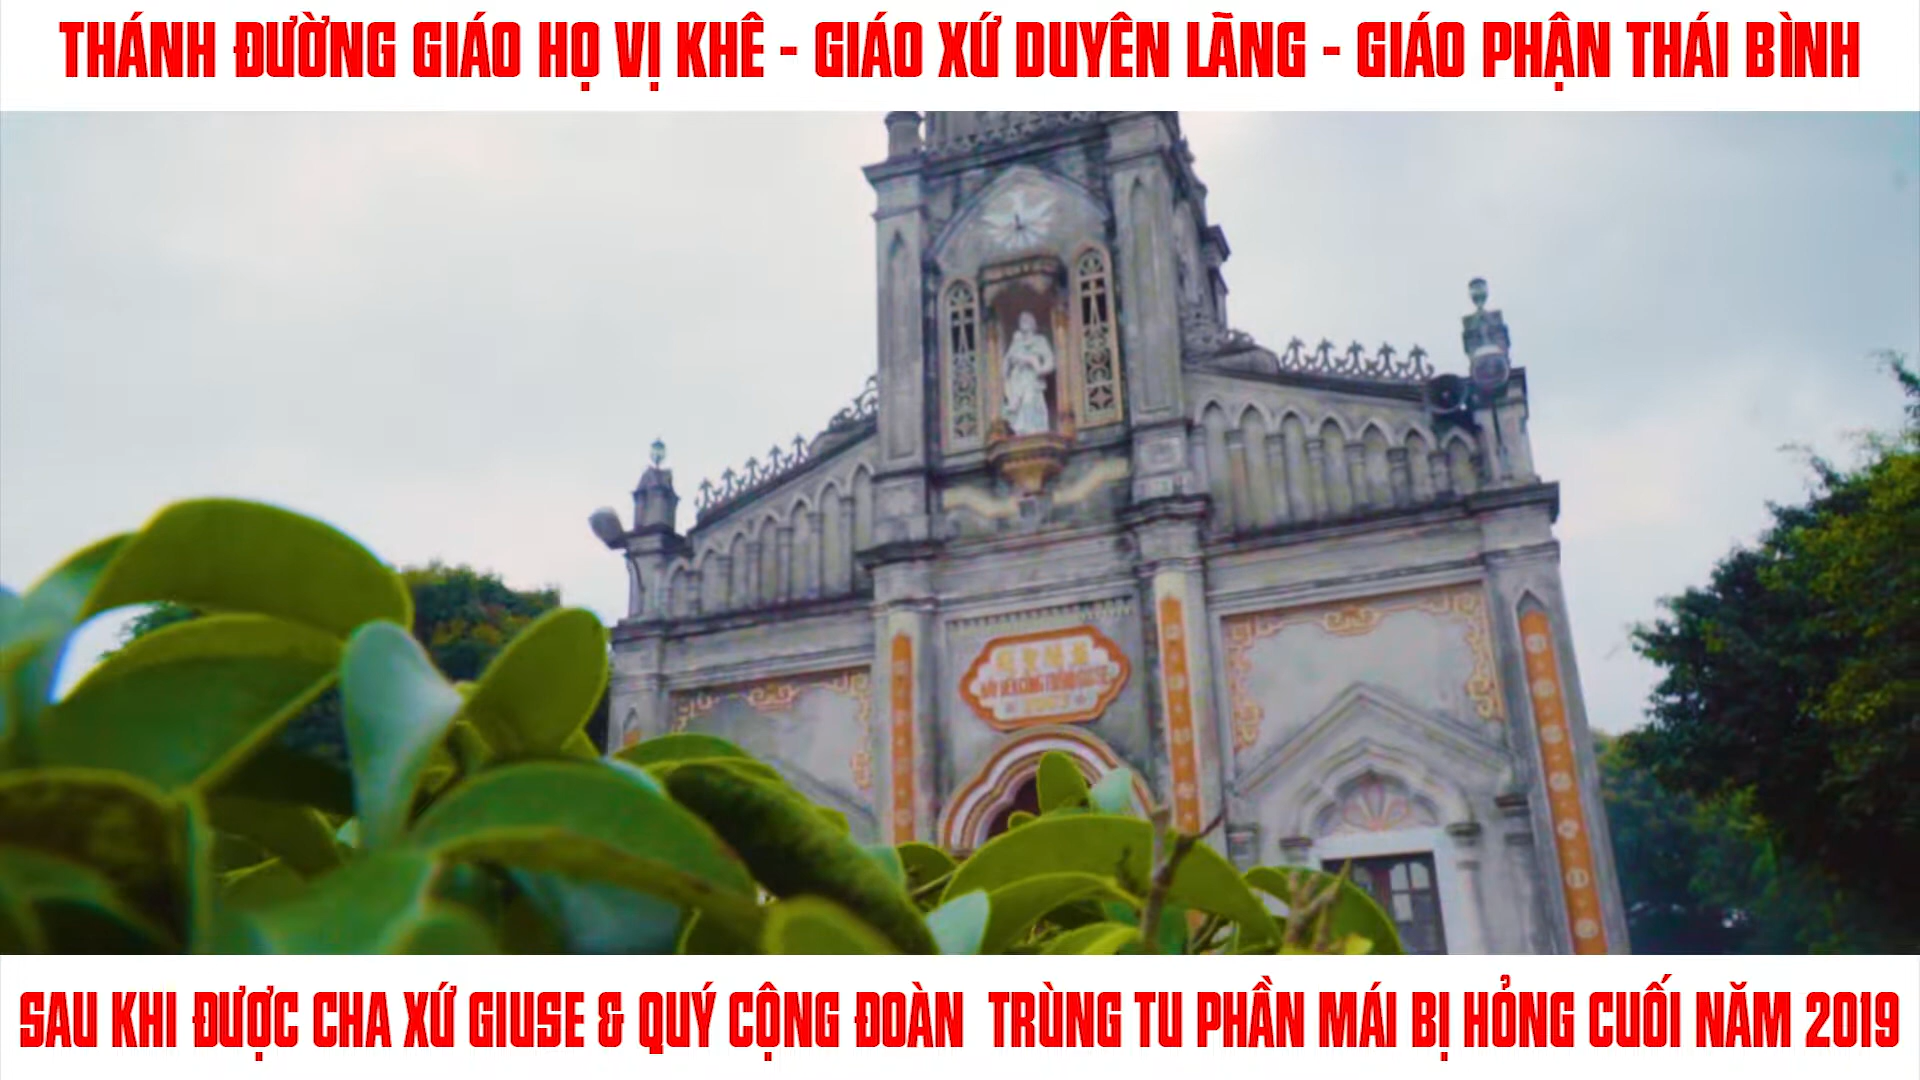 THÁNH ĐƯỜNG GIÁO HỌ VỊ KHÊ - GIÁO XỨ DUYÊN LÃNG - GIÁO PHẬN THÁI BÌNH
SAU KHI ĐƯỢC CHA XỨ GIUSE & QUÝ CỘNG ĐOÀN TRÙNG TU PHẦN MÁI BỊ HỎNG CUỐI NĂM 2019